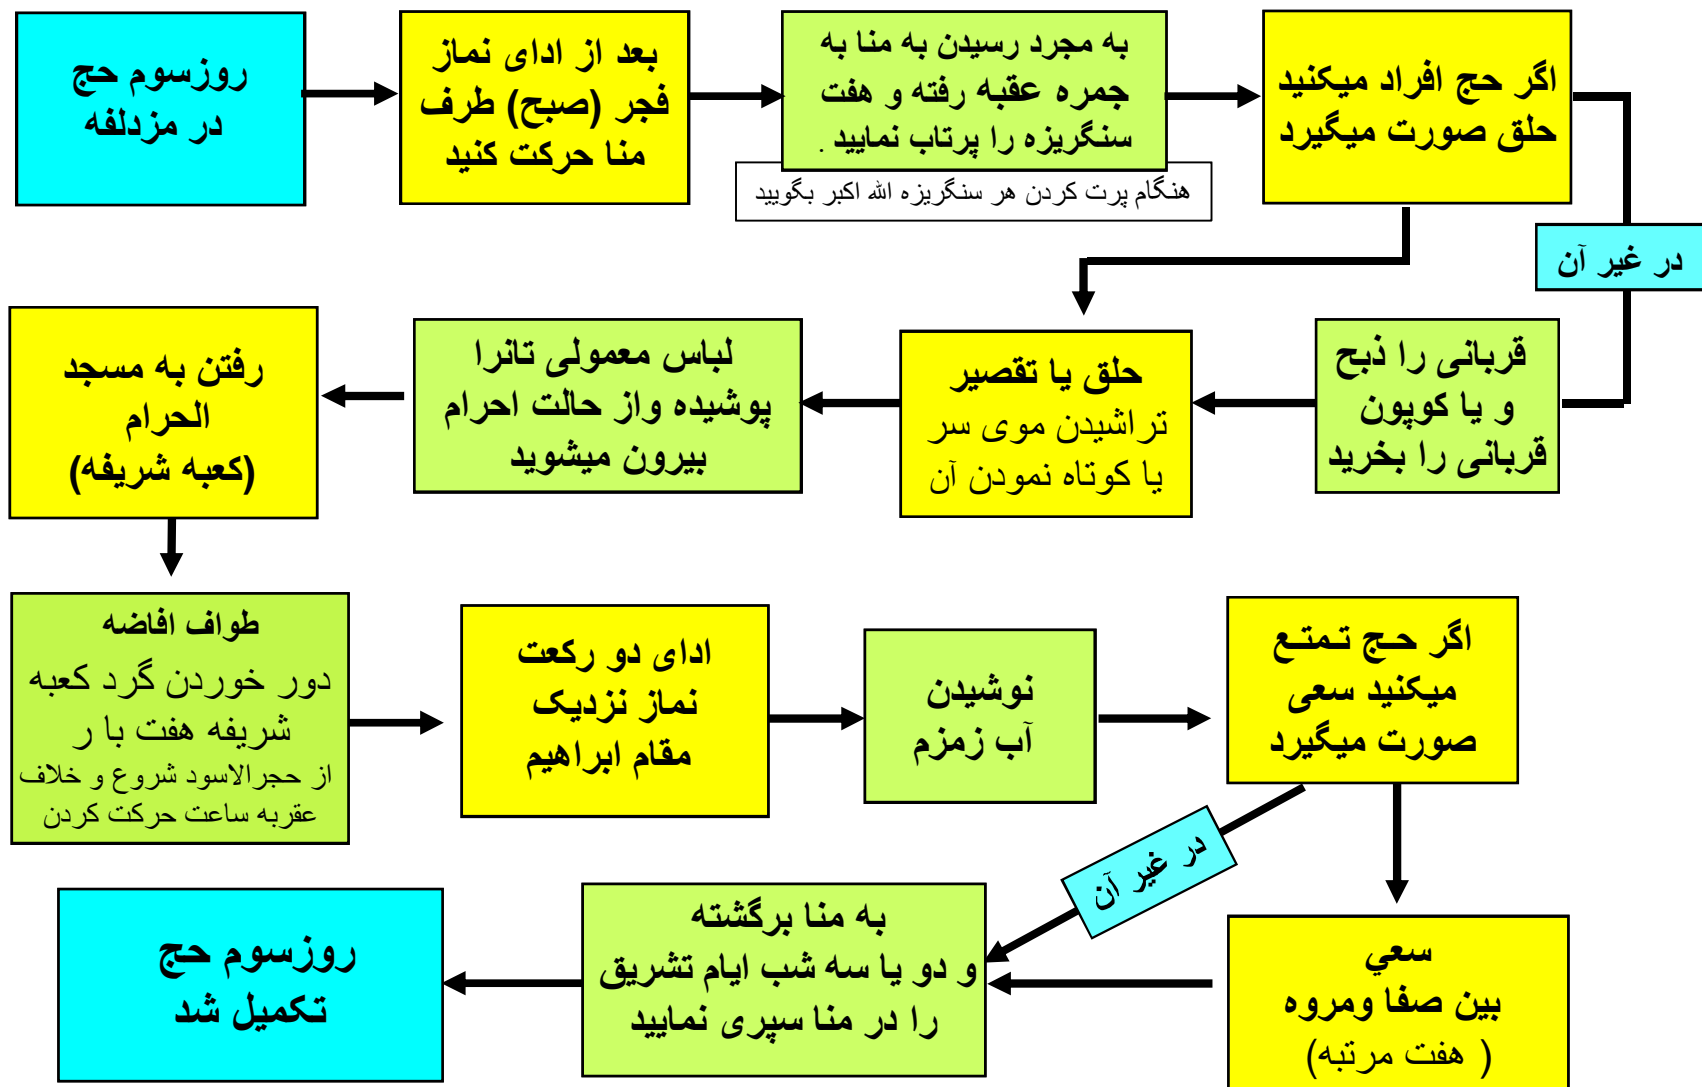 روزسوم حج
در مزدلفه
بعد از ادای نماز
فجر (صبح) طرف
منا حرکت کنید
به مجرد رسیدن به منا به
جمره عقبه رفته و هفت
سنگریزه را پرتاب نمایید .
هنگام پرت کردن هر سنگریزه الله اکبر بگویید
اگر حج افراد میکنید
حلق صورت میگیرد
در غیر آن
قربانی را ذبح
و یا کوپون
قربانی را بخرید
حلق یا تقصیر
تراشیدن موی سر
یا کوتاه نمودن آن
لباس معمولی تانرا
پوشیده واز حالت احرام
بیرون میشوید
رفتن به مسجد
الحرام
(کعبه شریفه)
طواف افاضه
دور خوردن گرد کعبه
شریفه هفت با ر
از حجرالاسود شروع و خلاف
عقربه ساعت حرکت کردن
ادای دو رکعت
نماز نزدیک
مقام ابراهیم
نوشیدن
آب زمزم
اگر حـج تـمتـع
میکنید سعی
صورت میگیرد
در غیر آن
سعي
بین صفا ومروه
( هفت مرتبه)
به منا برگشته
و دو یا سه شب ایام تشریق
را در منا سپری نمایید
روزسوم حج
تکمیل شد